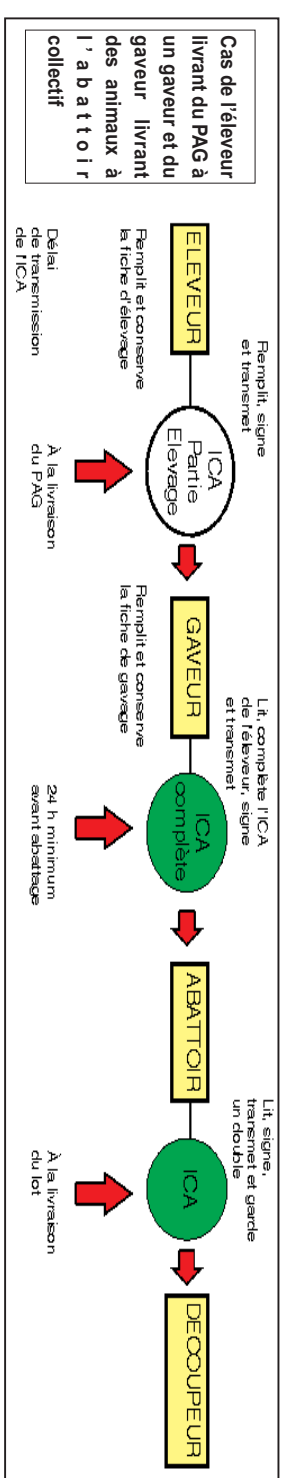 Cas de l'éleveur
livrant du PAG à
un gaveur et du
gaveur livrant
des animaux à
l'abattoir
collectif
Remplit, signe
et transmet
ELEVEUR
Remplit et conserve
la fiche d'élevage
Délai
de transmission
de l'ICA
ICA
Partie
Elevage
À la livraison
du PAG
Lit, complète l'ICA
de l'éleveur, signe
et transmet
GAVEUR
Remplit et conserve
la fiche de gavage
ICA
complète
24 h minimum
avant abattage
Lit, signe,
transmet et garde
un double
ABATTOIR
ICA
À la livraison
du lot
DECOUPEUR